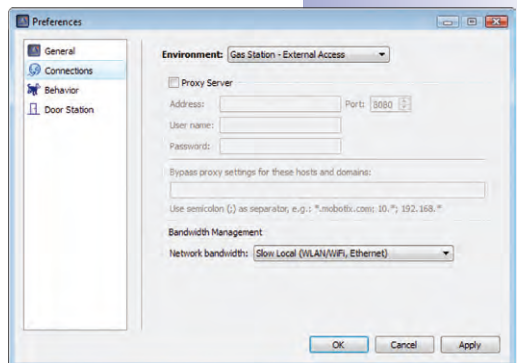 Preferences
General
Connections
Behavior
Door Station
Environment: Gas Station - External Access
Proxy Server
Address: Port: 8080
User name:
Password:
Bypass proxy settings for these hosts and domains:
Use semicolon (;) as separator, e.g.: *.mobotix.com; 10.*; 192.168.*
Bandwidth Management
Network bandwidth: Slow Local (WLAN/WiFi, Ethernet)
OK Cancel Apply